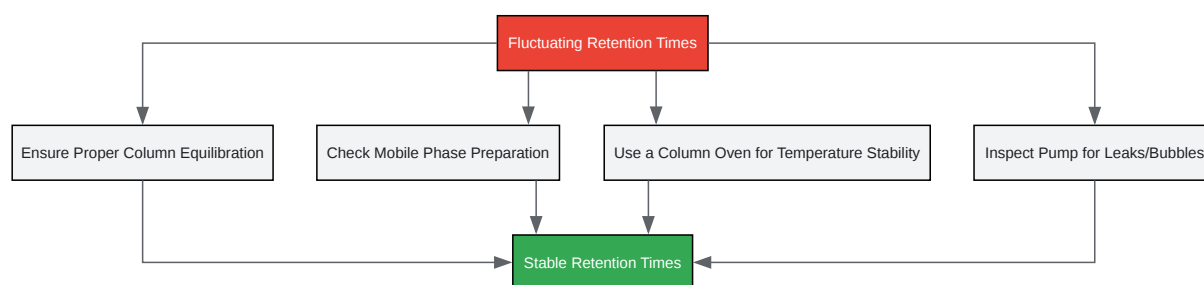 Fluctuating Retention Times
Ensure Proper Column Equilibration
Check Mobile Phase Preparation
Use a Column Oven for Temperature Stability
Inspect Pump for Leaks/Bubbles
Stable Retention Times